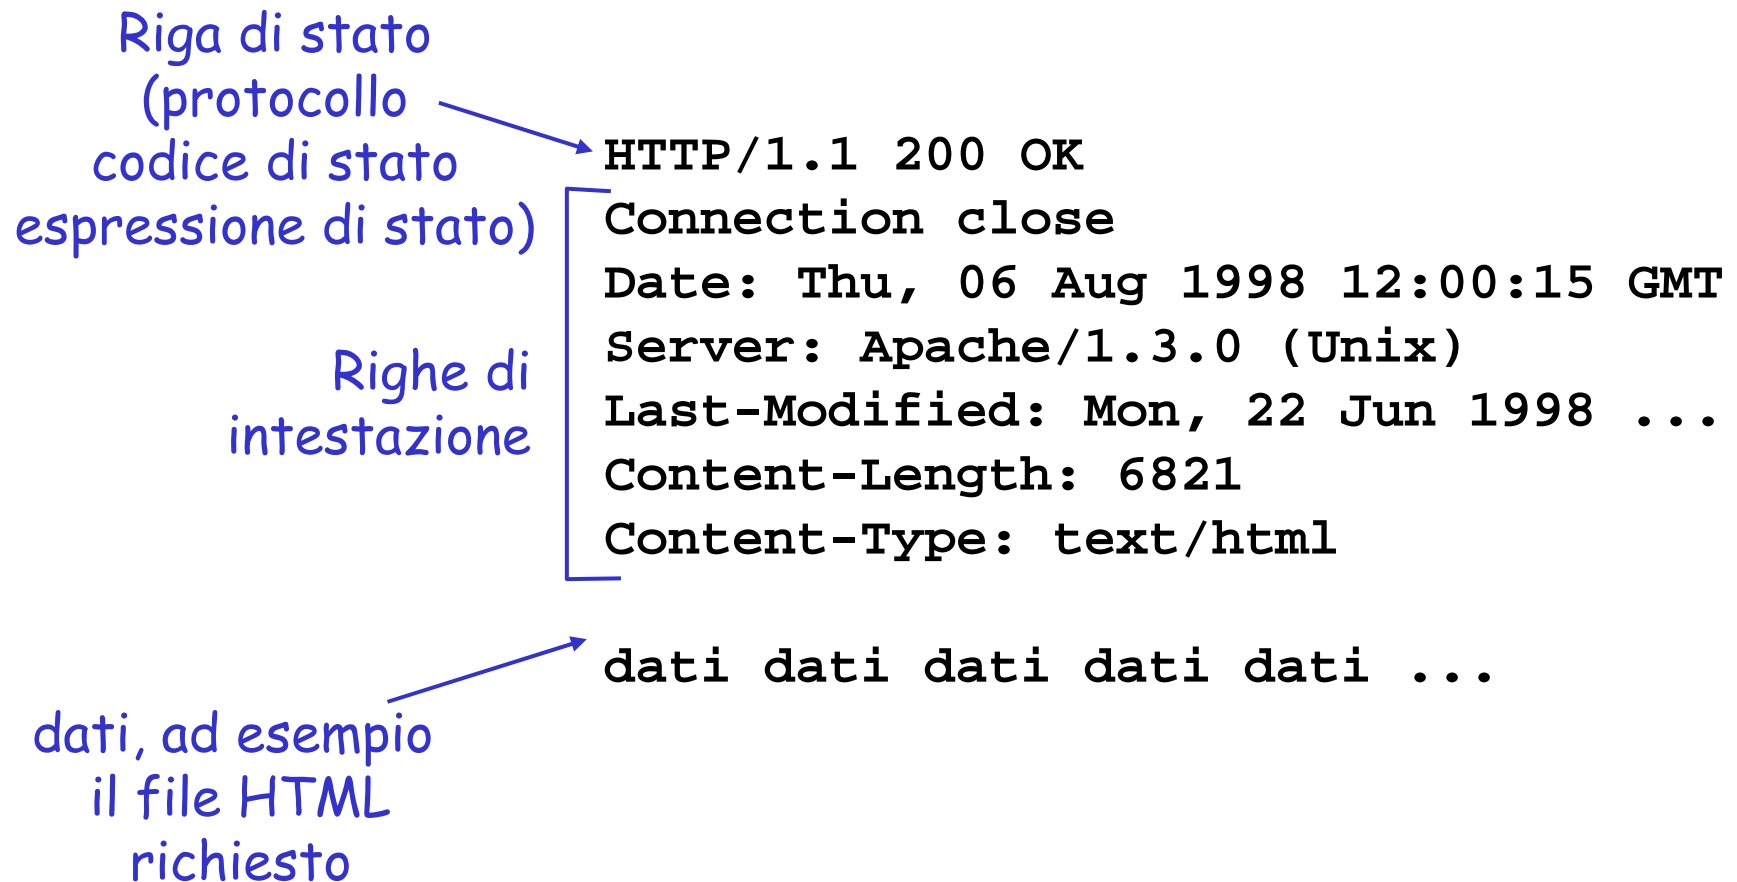 Riga di stato
(protocollo
codice di stato
espressione di stato)
HTTP/1.1 200 OK
Connection close
Date: Thu, 06 Aug 1998 12:00:15 GMT
Server: Apache/1.3.0 (Unix)
Last-Modified: Mon, 22 Jun 1998 ...
Content-Length: 6821
Content-Type: text/html
Righe di
intestazione
dati dati dati dati dati ...
dati, ad esempio
il file HTML
richiesto